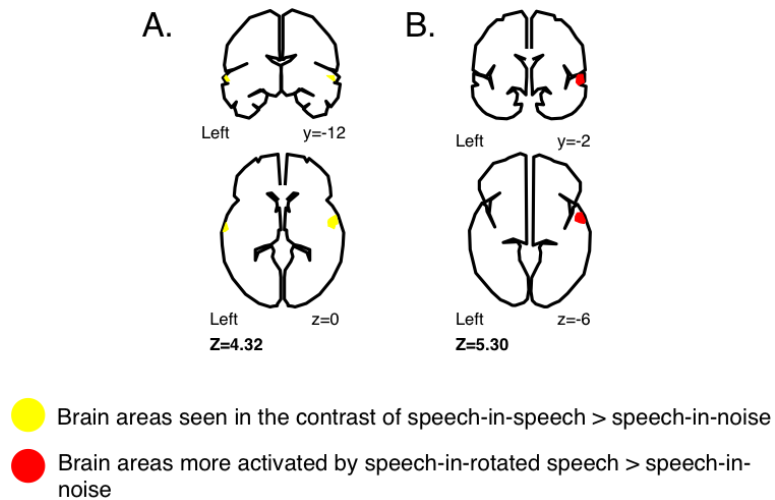 A.
B.
Left y=-12
Left y=-2
Left z=0
Z=4.32
Left z=-6
Z=5.30
Brain areas seen in the contrast of speech-in-speech > speech-in-noise
Brain areas more activated by speech-in-rotated speech > speech-in-
noise